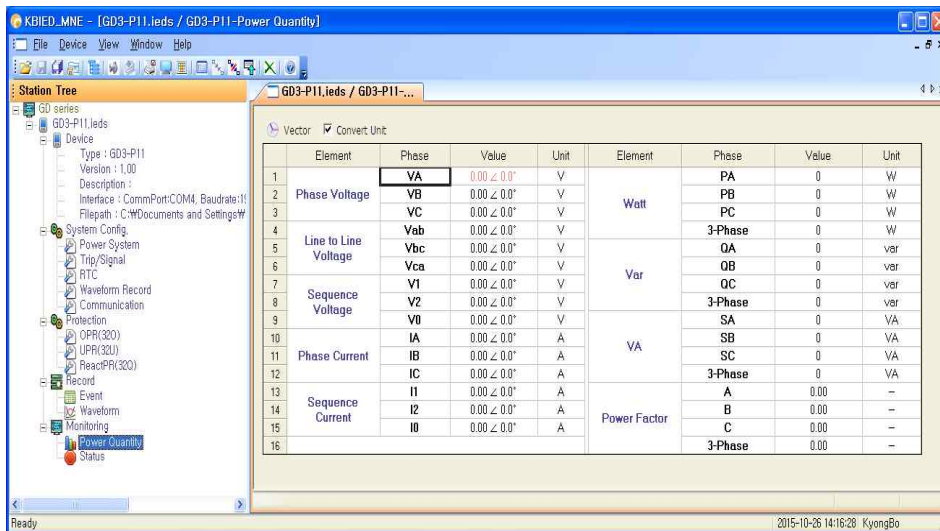 KBIED_MNE - [GD3-P11.ieds / GD3-P11-Power Quantity]
File Device View Window Help
Station Tree
GD series
GD3-P11,ieds
Device
Type : GD3-P11
Version : 1,00
Description :
Interface : CommPort:COM4, Baudrate:1
Filepath : C:₩Documents and Settings₩
System Config,
Power System
Trip/Signal
RTC
Waveform Record
Communication
Protection
OPR(32O)
UPR(32U)
ReactPR(32Q)
Record
Event
Waveform
Monitoring
Power Quantity
Status
GD3-P11,ieds / GD3-P11-...
Vector Convert Unit
Element Phase Value Unit Element Phase Value Unit
1 Phase Voltage VA 0.00 ∠ 0.0° V Watt PA 0 W
2 VB 0.00 ∠ 0.0° V PB 0 W
3 VC 0.00 ∠ 0.0° V PC 0 W
4 Line to Line Voltage Vab 0.00 ∠ 0.0° V 3-Phase 0 W
5 Vbc 0.00 ∠ 0.0° V Var QA 0 var
6 Vca 0.00 ∠ 0.0° V QB 0 var
7 Sequence Voltage V1 0.00 ∠ 0.0° V QC 0 var
8 V2 0.00 ∠ 0.0° V 3-Phase 0 var
9 V0 0.00 ∠ 0.0° V VA SA 0 VA
10 Phase Current IA 0.00 ∠ 0.0° A SB 0 VA
11 IB 0.00 ∠ 0.0° A SC 0 VA
12 IC 0.00 ∠ 0.0° A 3-Phase 0 VA
13 Sequence Current I1 0.00 ∠ 0.0° A Power Factor A 0.00 -
14 I2 0.00 ∠ 0.0° A B 0.00 -
15 I0 0.00 ∠ 0.0° A C 0.00 -
16 3-Phase 0.00 -
Ready
2015-10-26 14:16:28 KyongBo